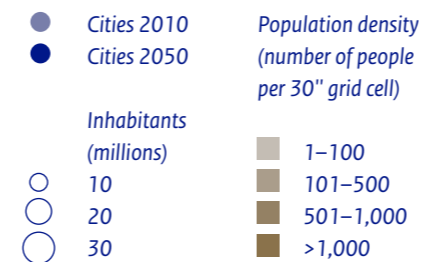 Cities 2010
Cities 2050
Inhabitants
(millions)
10
20
30
Population density
(number of people
per 30" grid cell)
1–100
101–500
501–1,000
>1,000